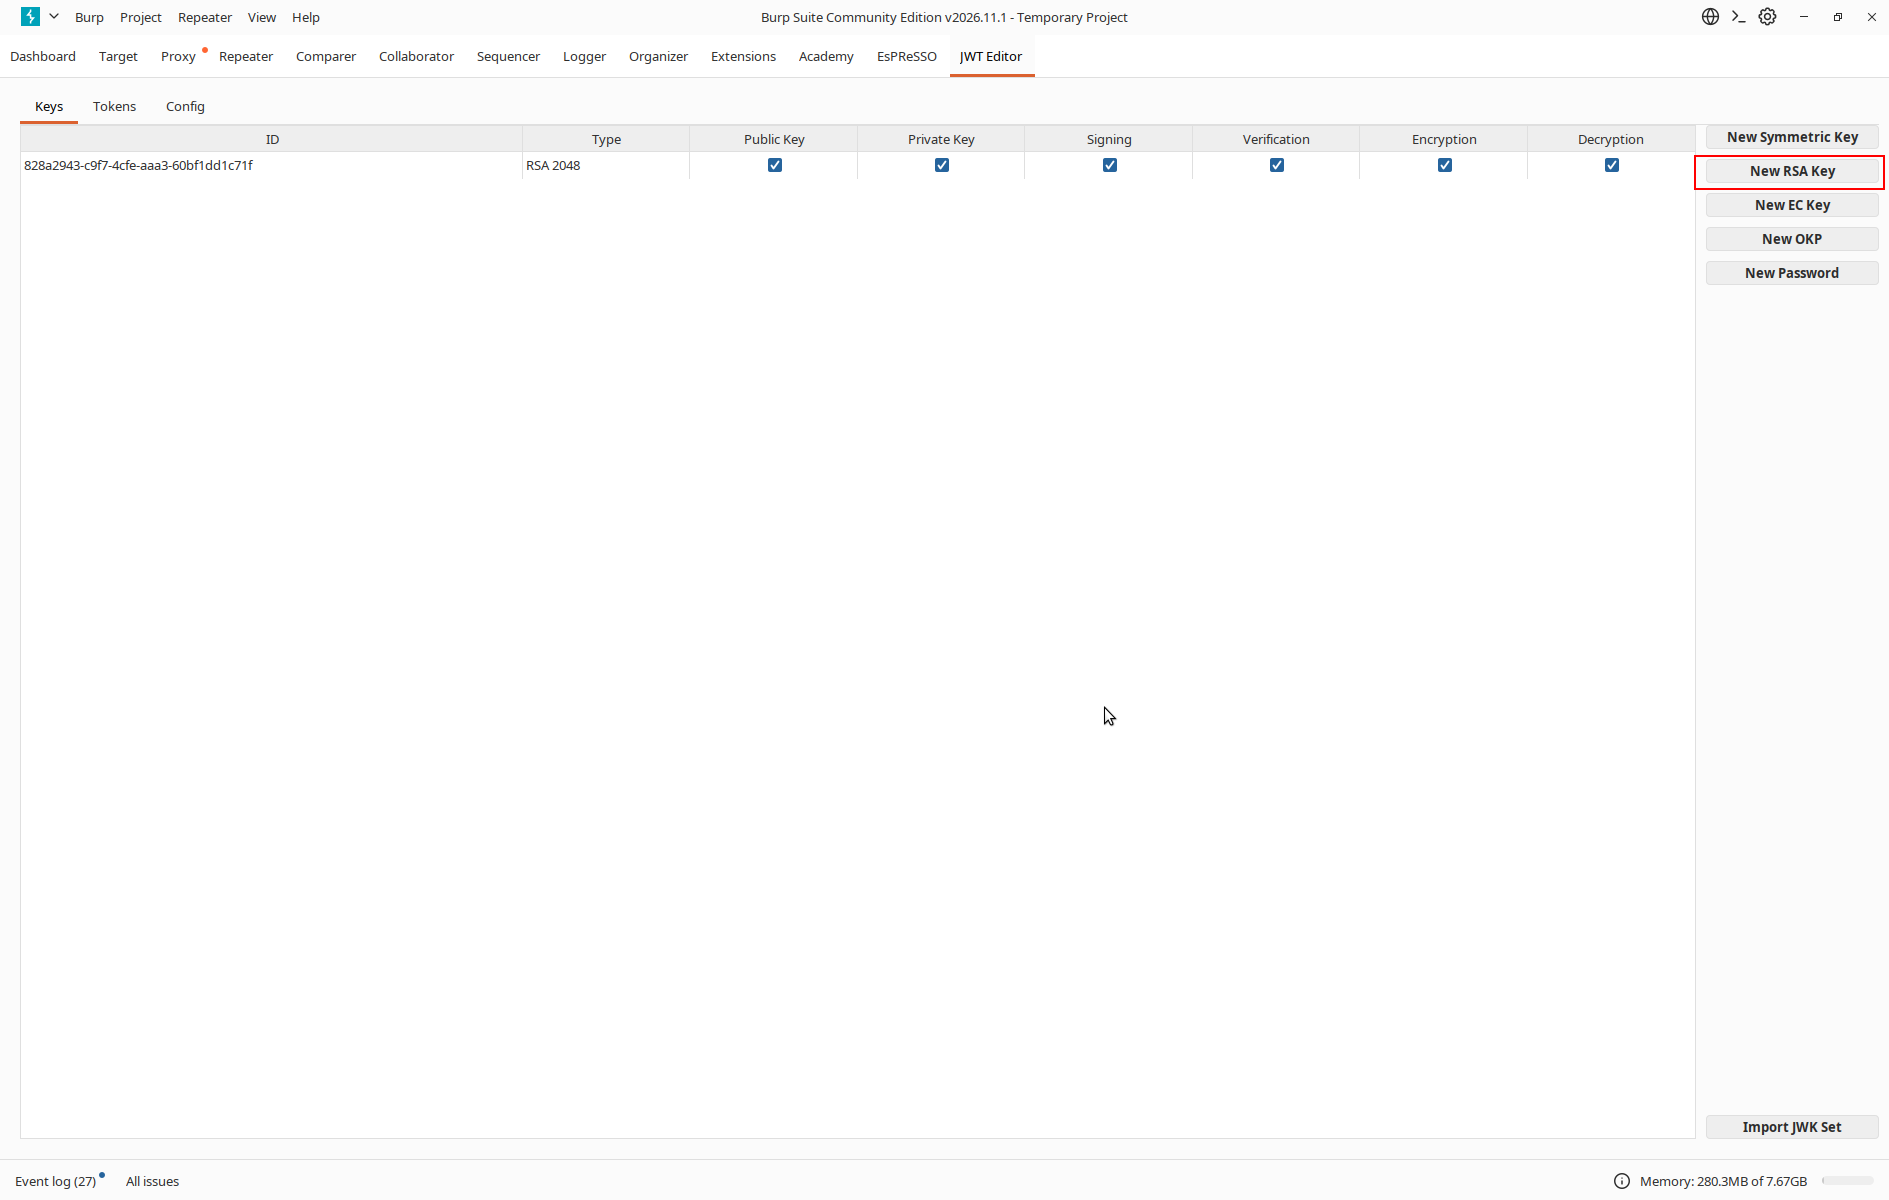 Burp Project Repeater View Help
Burp Suite Community Edition v2026.11.1 - Temporary Project
Dashboard Target Proxy Repeater Comparer Collaborator Sequencer Logger Organizer Extensions Academy EsPReSSO JWT Editor
Keys Tokens Config
ID Type Public Key Private Key Signing Verification Encryption Decryption
828a2943-c9f7-4cfe-aaa3-60bf1dd1c71f RSA 2048
New Symmetric Key
New RSA Key
New EC Key
New OKP
New Password
Import JWK Set
Event log (27) All issues
Memory: 280.3MB of 7.67GB